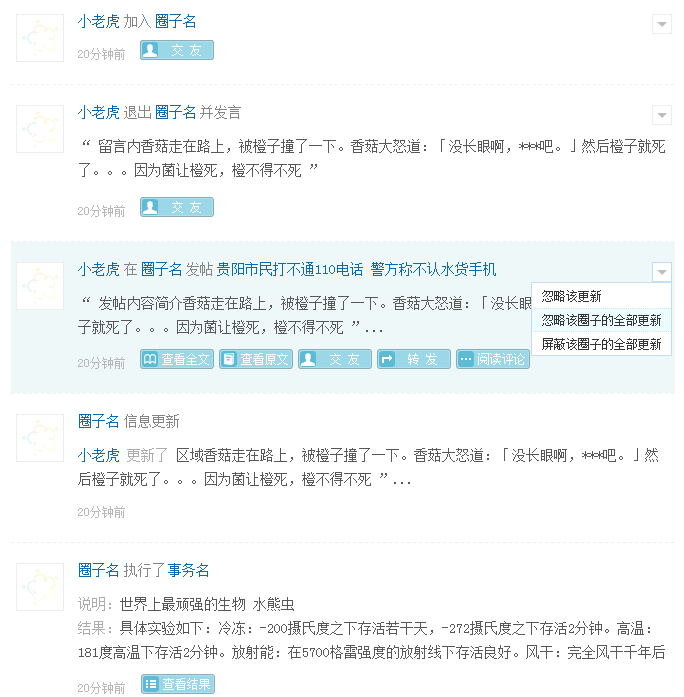 小老虎 加入 圈子名
20分钟前 交 友
小老虎 退出 圈子名 并发言
“ 留言内香菇走在路上，被橙子撞了一下。香菇大怒道：「没长眼啊，***吧。」然后橙子就死
了。。。因为菌让橙死，橙不得不死 ”
20分钟前 交 友
小老虎 在 圈子名 发帖 贵阳市民打不通110电话 警方称不认水货手机
“ 发帖内容简介香菇走在路上，被橙子撞了一下。香菇大怒道：「没长眼
忽略该更新
子就死了。。。因为菌让橙死，橙不得不死 ”...
忽略该圈子的全部更新
屏蔽该圈子的全部更新
20分钟前 查看全文 查看原文 交 友 转 发 阅读评论
圈子名 信息更新
小老虎 更新了 区域香菇走在路上，被橙子撞了一下。香菇大怒道：「没长眼啊，***吧。」然
后橙子就死了。。。因为菌让橙死，橙不得不死 ”...
20分钟前
圈子名 执行了 事务名
说明：世界上最顽强的生物 水熊虫
结果：具体实验如下：冷冻：-200摄氏度之下存活若干天，-272摄氏度之下存活2分钟。高温：
181度高温下存活2分钟。放射能：在5700格雷强度的放射线下存活良好。风干：完全风干千年后
20分钟前 查看结果